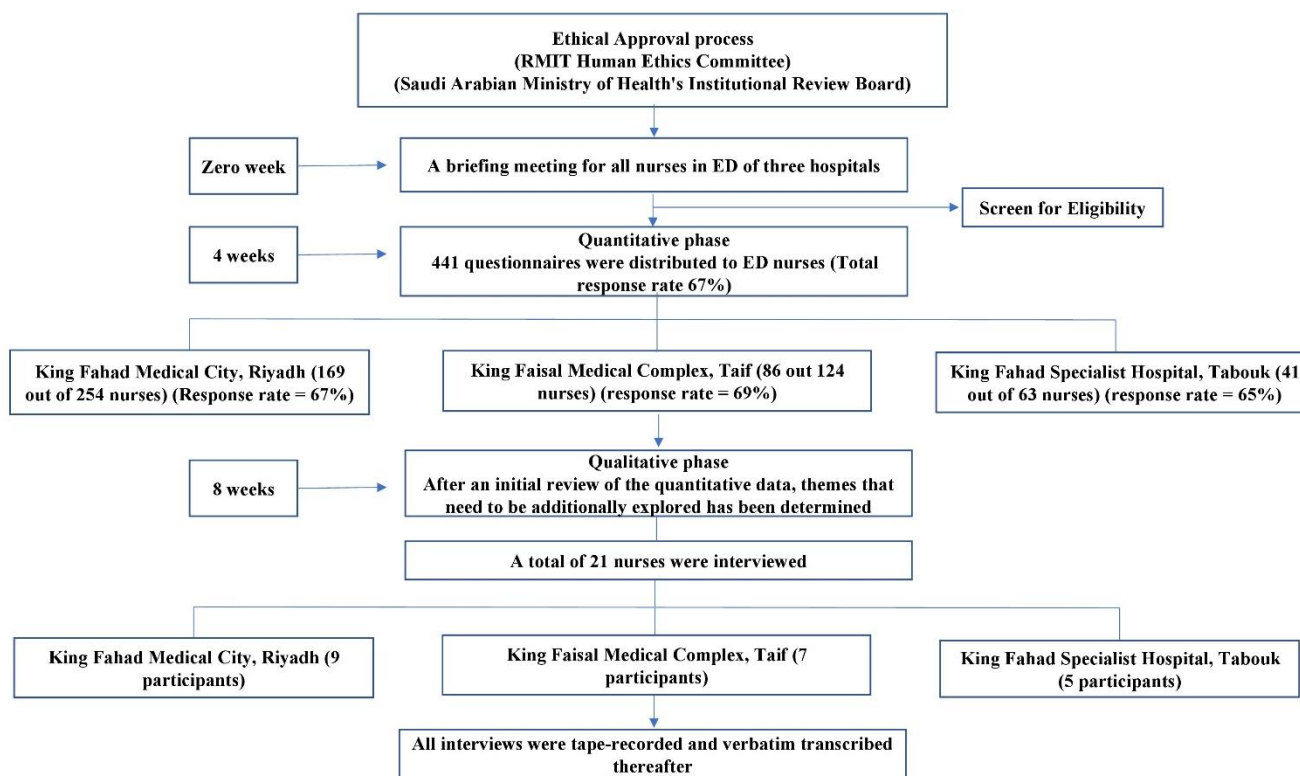 Ethical Approval process
(RMIT Human Ethics Committee)
(Saudi Arabian Ministry of Health's Institutional Review Board)
Zero week
A briefing meeting for all nurses in ED of three hospitals
Screen for Eligibility
4 weeks
Quantitative phase
441 questionnaires were distributed to ED nurses (Total
response rate 67%)
King Fahad Medical City, Riyadh (169
out of 254 nurses) (Response rate = 67%)
King Faisal Medical Complex, Taif (86 out 124
nurses) (response rate = 69%)
King Fahad Specialist Hospital, Tabouk (41
out of 63 nurses) (response rate = 65%)
8 weeks
Qualitative phase
After an initial review of the quantitative data, themes that
need to be additionally explored has been determined
A total of 21 nurses were interviewed
King Fahad Medical City, Riyadh (9
participants)
King Faisal Medical Complex, Taif (7
participants)
King Fahad Specialist Hospital, Tabouk
(5 participants)
All interviews were tape-recorded and verbatim transcribed
thereafter